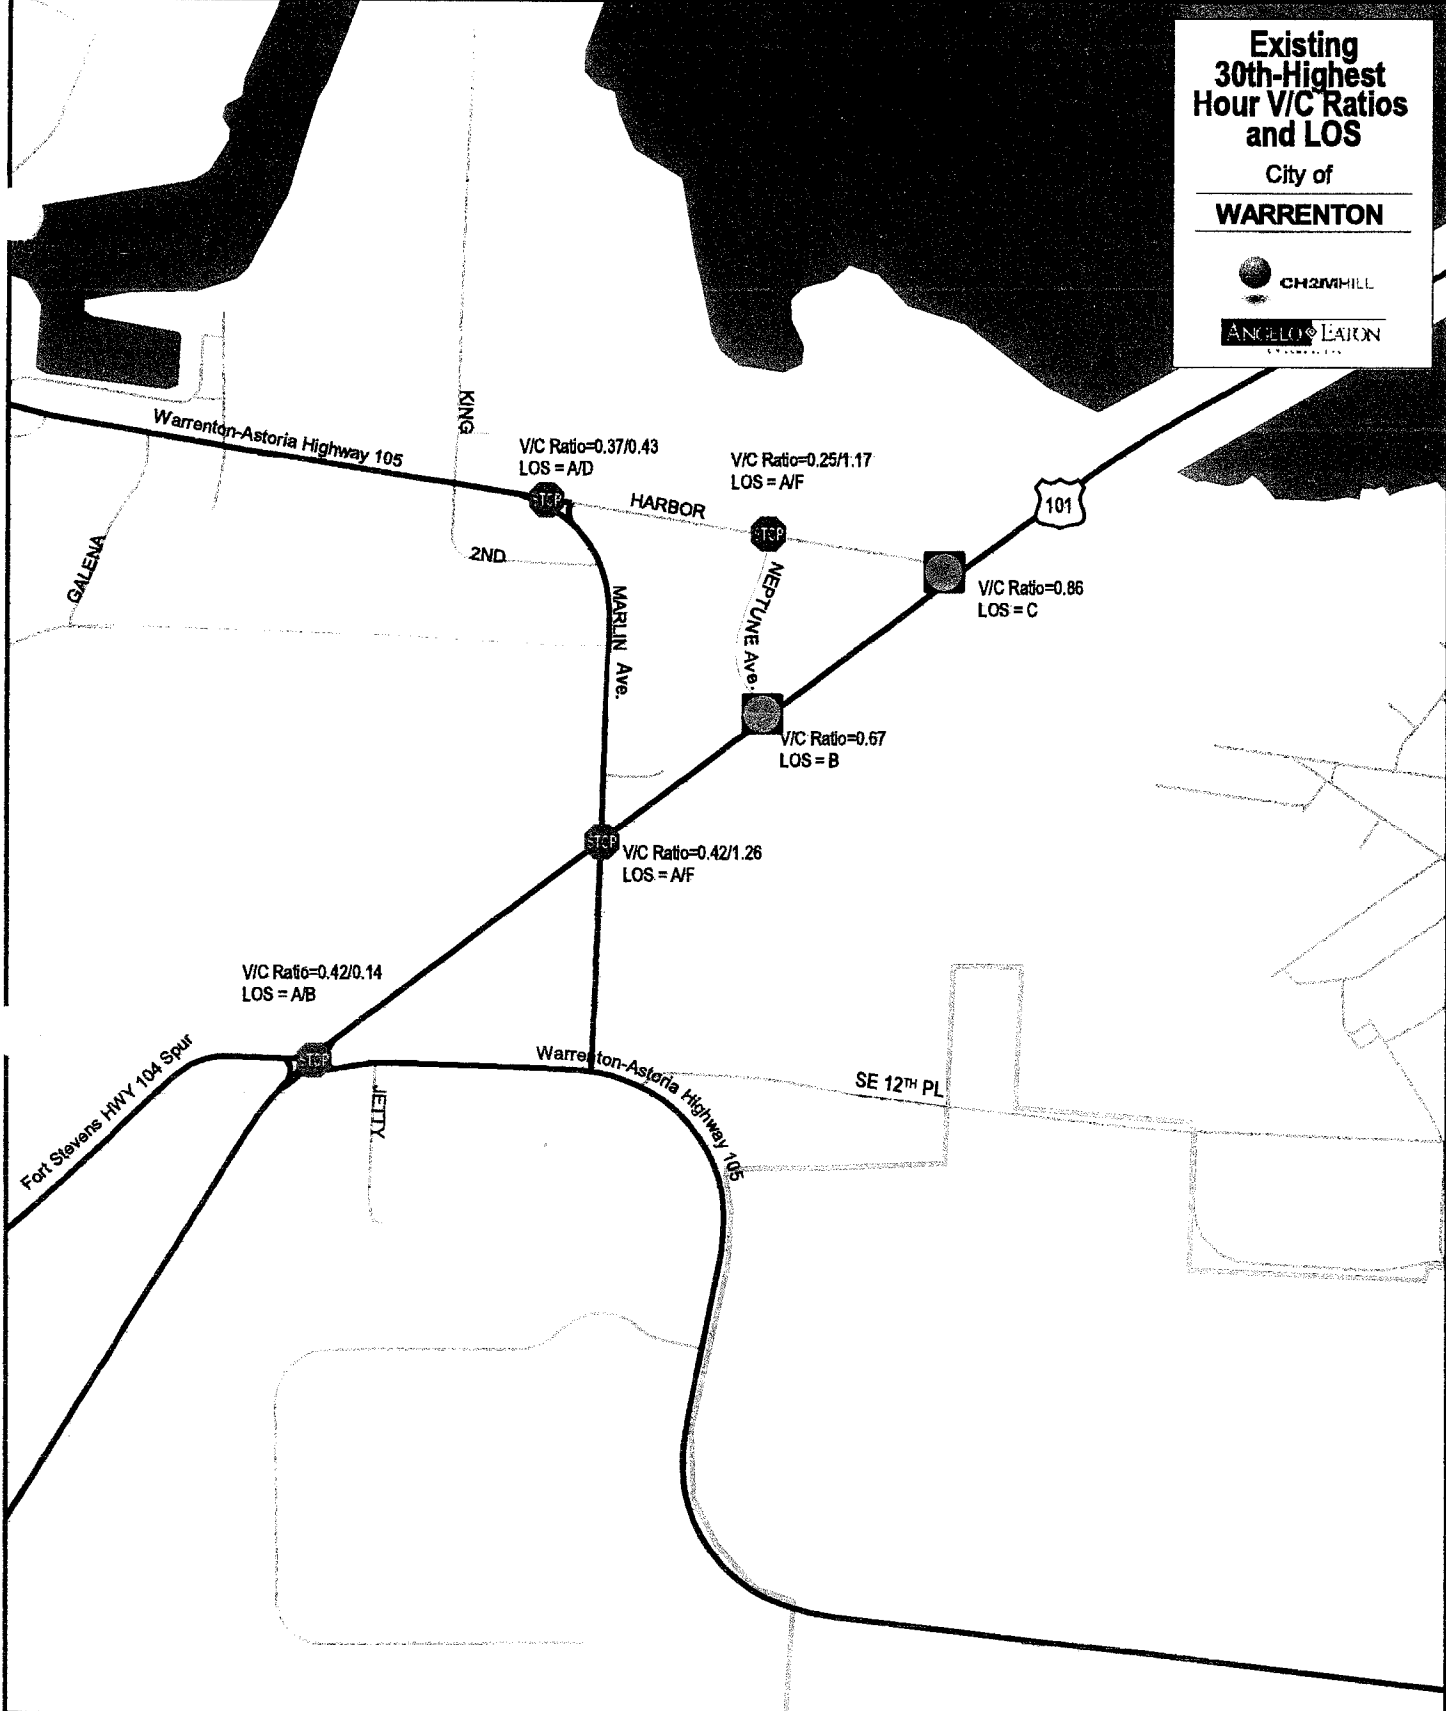 Existing
30th-Highest
Hour V/C Ratios
and LOS
City of
WARRENTON
CH2MHILL
ANGELO EATON
KING
Warrenton-Astoria Highway 105
V/C Ratio=0.37/0.43
LOS = A/D
V/C Ratio=0.25/1.17
LOS = A/F
STOP
HARBOR
STOP
101
GALENA
2ND
NEPTUNE Ave.
MARLIN Ave.
V/C Ratio=0.86
LOS = C
V/C Ratio=0.67
LOS = B
STOP
V/C Ratio=0.42/1.26
LOS = A/F
V/C Ratio=0.42/0.14
LOS = A/B
STOP
Fort Stevens HWY 104 Spur
JETTY
Warrenton-Astoria Highway 105
SE 12TH PL